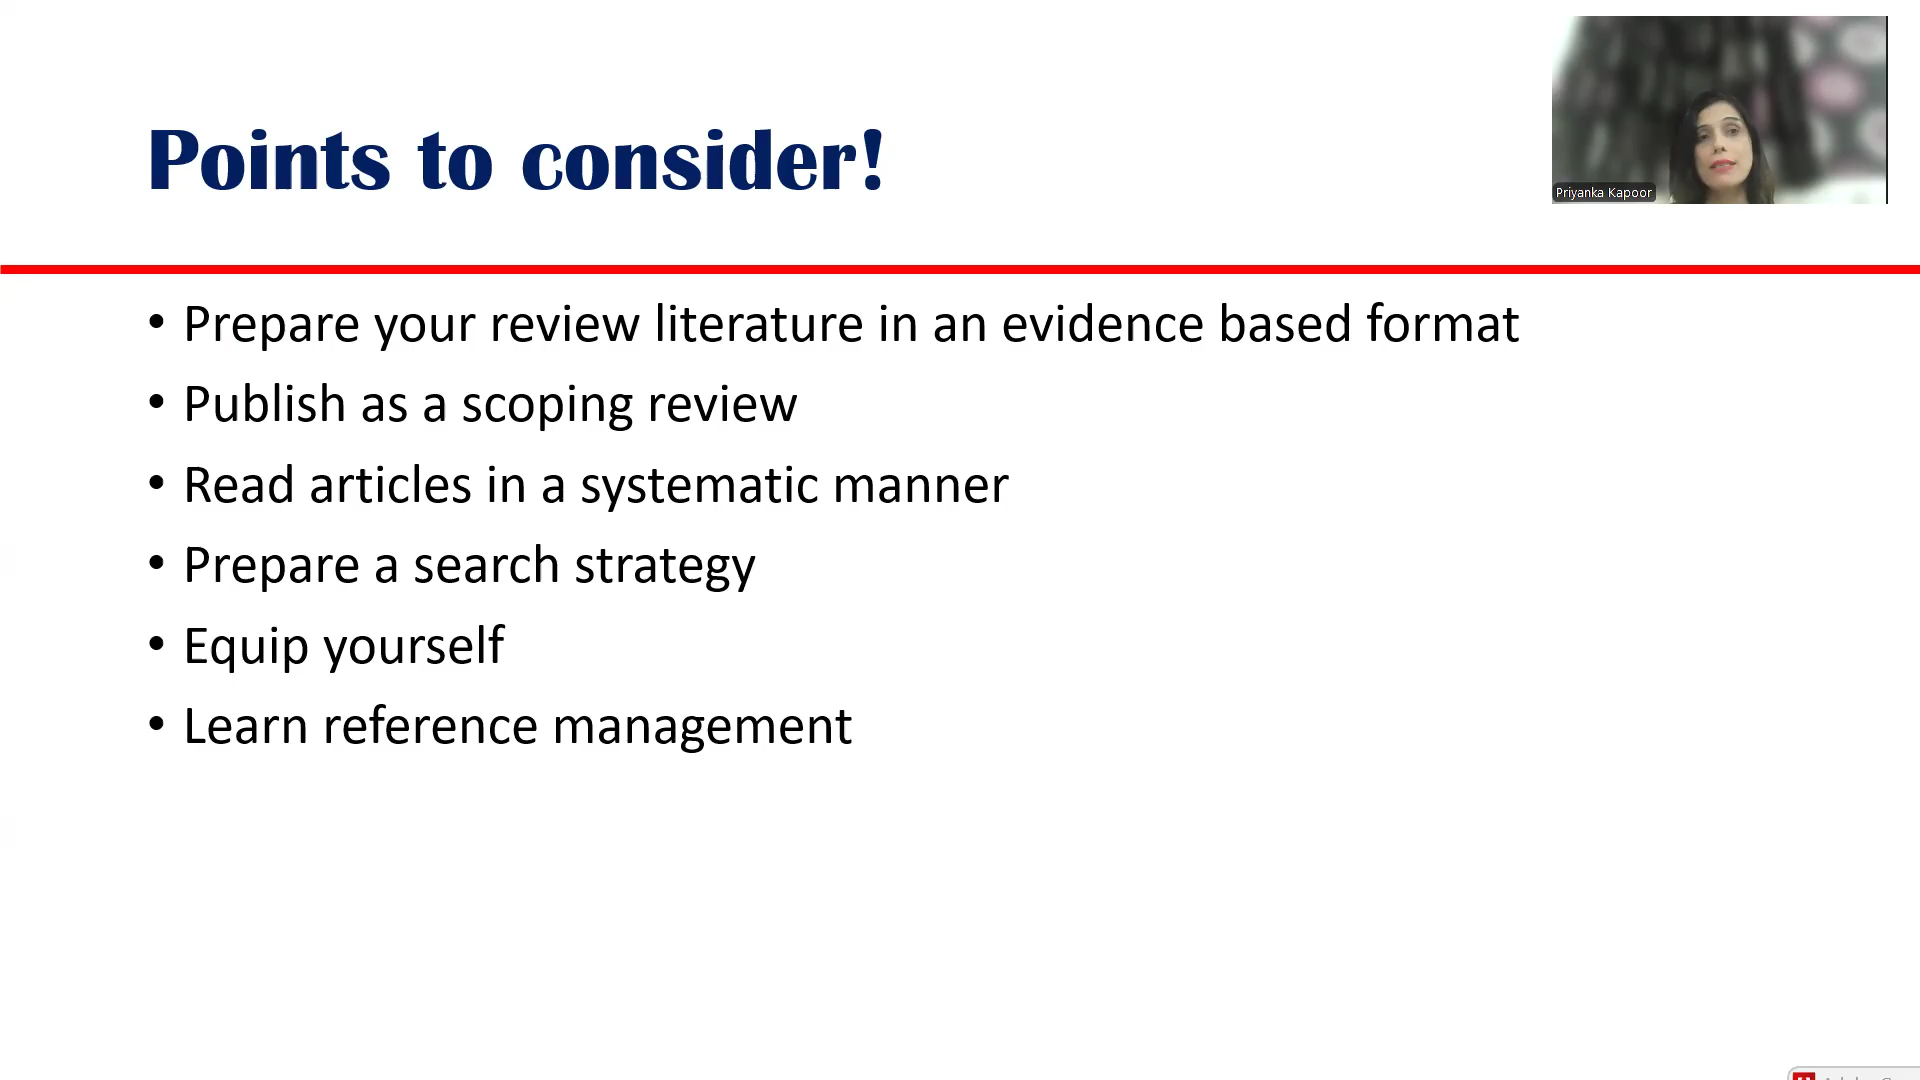 Points to consider!
Priyanka Kapoor
• Prepare your review literature in an evidence based format
• Publish as a scoping review
• Read articles in a systematic manner
• Prepare a search strategy
• Equip yourself
• Learn reference management